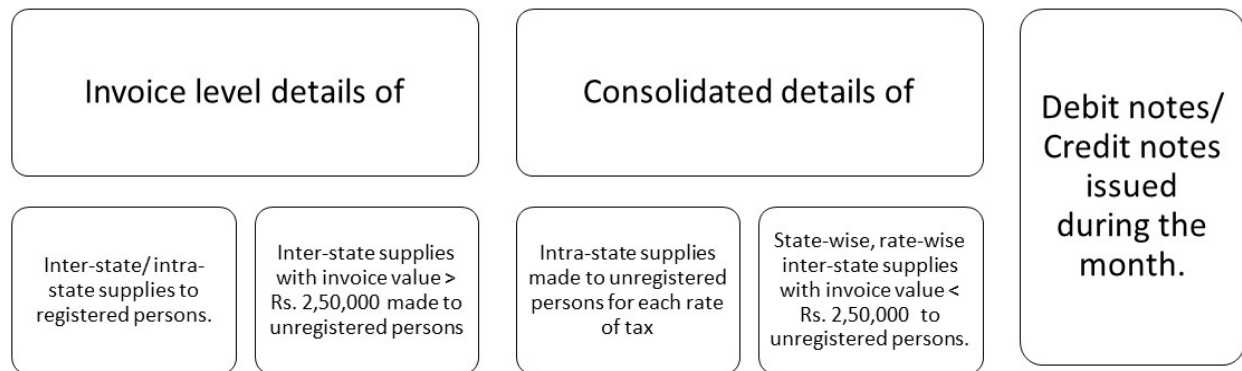 Invoice level details of
Inter-state/ intra-
state supplies to
registered persons.
Inter-state supplies
with invoice value >
Rs. 2,50,000 made to
unregistered persons
Consolidated details of
Intra-state supplies
made to unregistered
persons for each rate
of tax
State-wise, rate-wise
inter-state supplies
with invoice value <
Rs. 2,50,000 to
unregistered persons.
Debit notes/
Credit notes
issued
during the
month.